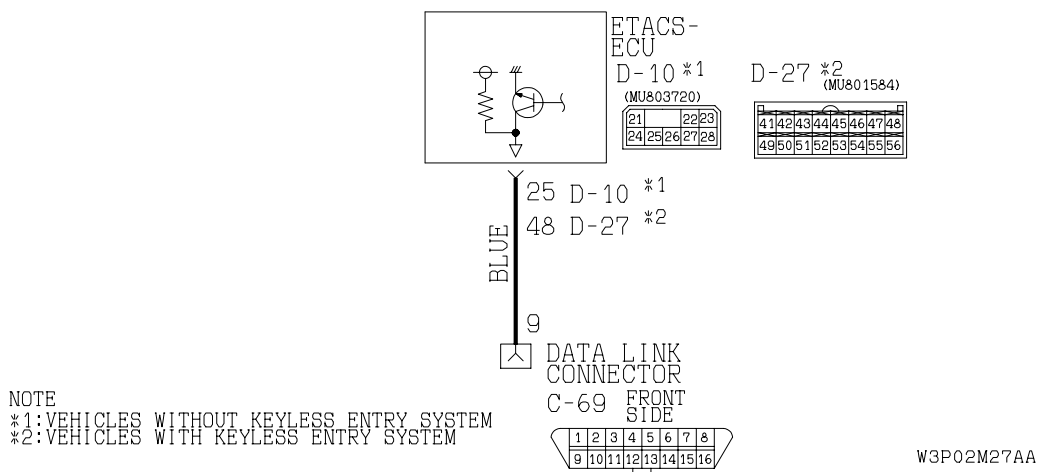 ETACS-
ECU
D-10 *1
(MU803720)
21 22 23
24 25 26 27 28
D-27 *2
(MU801584)
41 42 43 44 45 46 47 48
49 50 51 52 53 54 55 56
25 D-10 *1
48 D-27 *2
BLUE
9
DATA LINK
CONNECTOR
C-69 FRONT
SIDE
1 2 3 4 5 6 7 8
9 10 11 12 13 14 15 16
NOTE
*1:VEHICLES WITHOUT KEYLESS ENTRY SYSTEM
*2:VEHICLES WITH KEYLESS ENTRY SYSTEM
W3P02M27AA